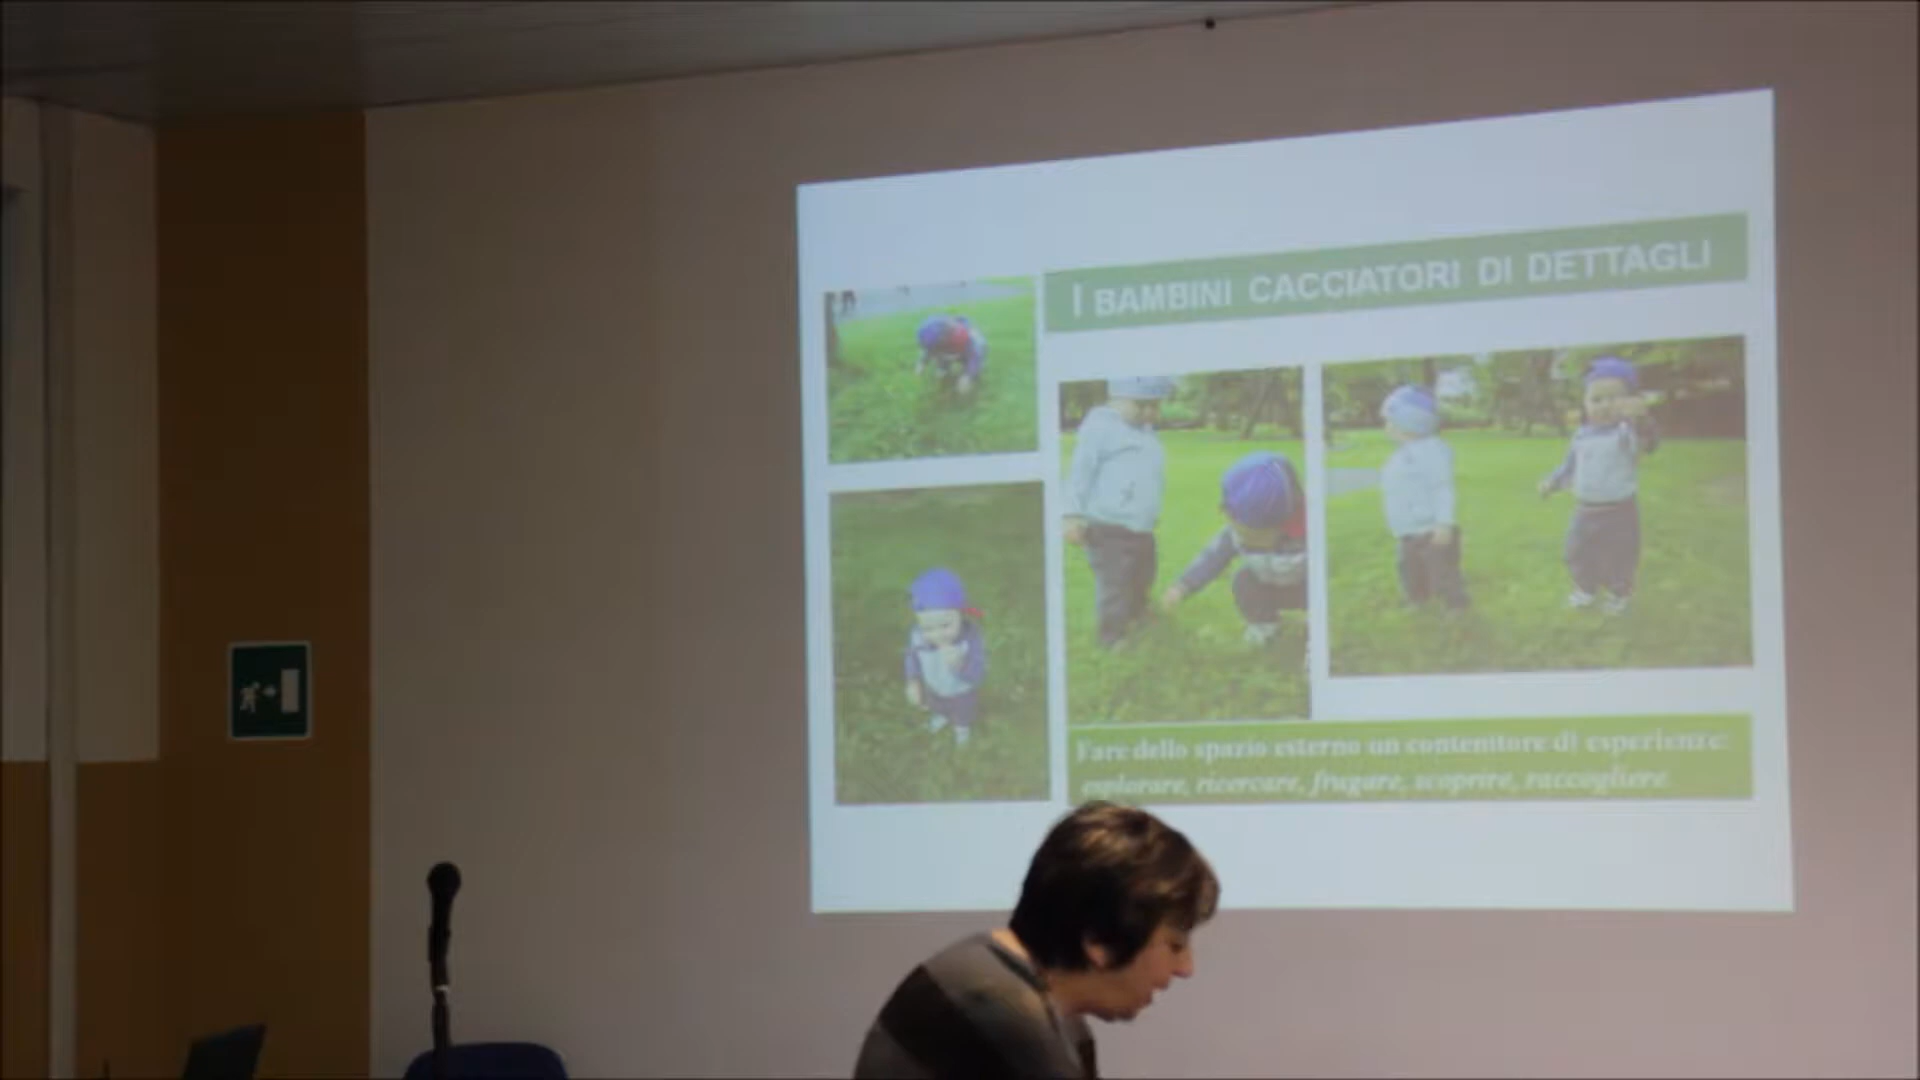 I BAMBINI CACCIATORI DI DETTAGLI
Fare dello spazio esterno un contenitore di esperienze:
esplorare, ricercare, frugare, scoprire, raccogliere